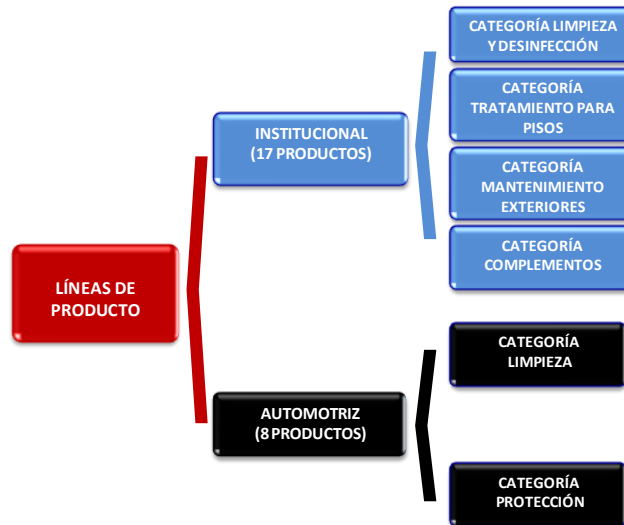 LÍNEAS DE
PRODUCTO
INSTITUCIONAL
(17 PRODUCTOS)
CATEGORÍA LIMPIEZA
Y DESINFECCIÓN
CATEGORÍA
TRATAMIENTO PARA
PISOS
CATEGORÍA
MANTENIMIENTO
EXTERIORES
CATEGORÍA
COMPLEMENTOS
AUTOMOTRIZ
(8 PRODUCTOS)
CATEGORÍA
LIMPIEZA
CATEGORÍA
PROTECCIÓN